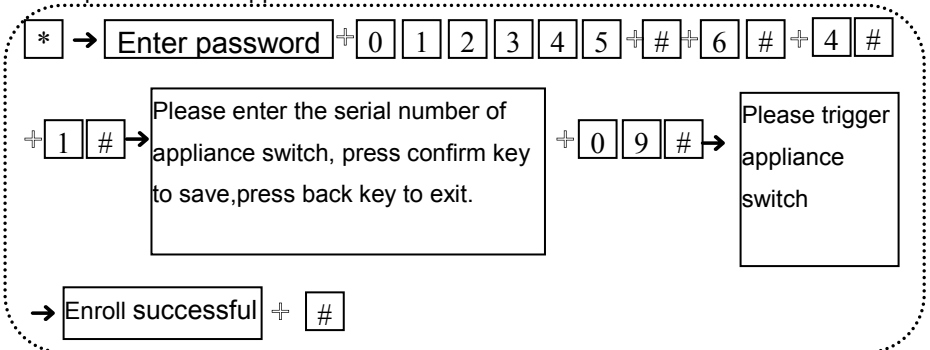 * → Enter password + 0 1 2 3 4 5 + # + 6 # + 4 #
+ 1 # → Please enter the serial number of
appliance switch, press confirm key
to save,press back key to exit.
+ 0 9 # → Please trigger
appliance
switch
→ Enroll successful + #